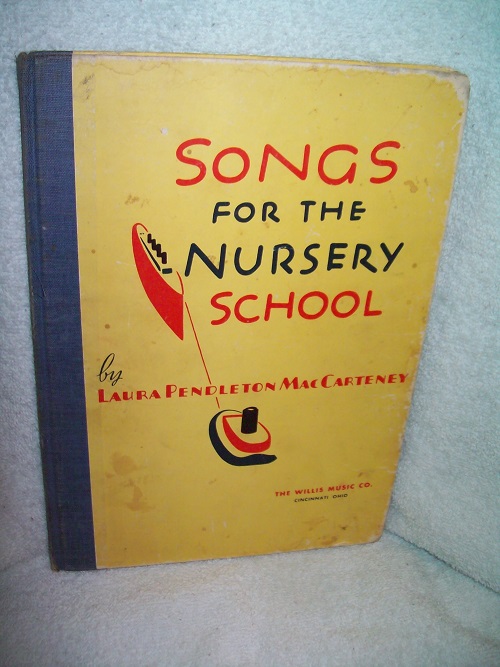 SONGS
FOR THE
NURSERY
SCHOOL
by
LAURA PENDLETON MACCARTENEY
THE WILLIS MUSIC CO.
CINCINNATI OHIO